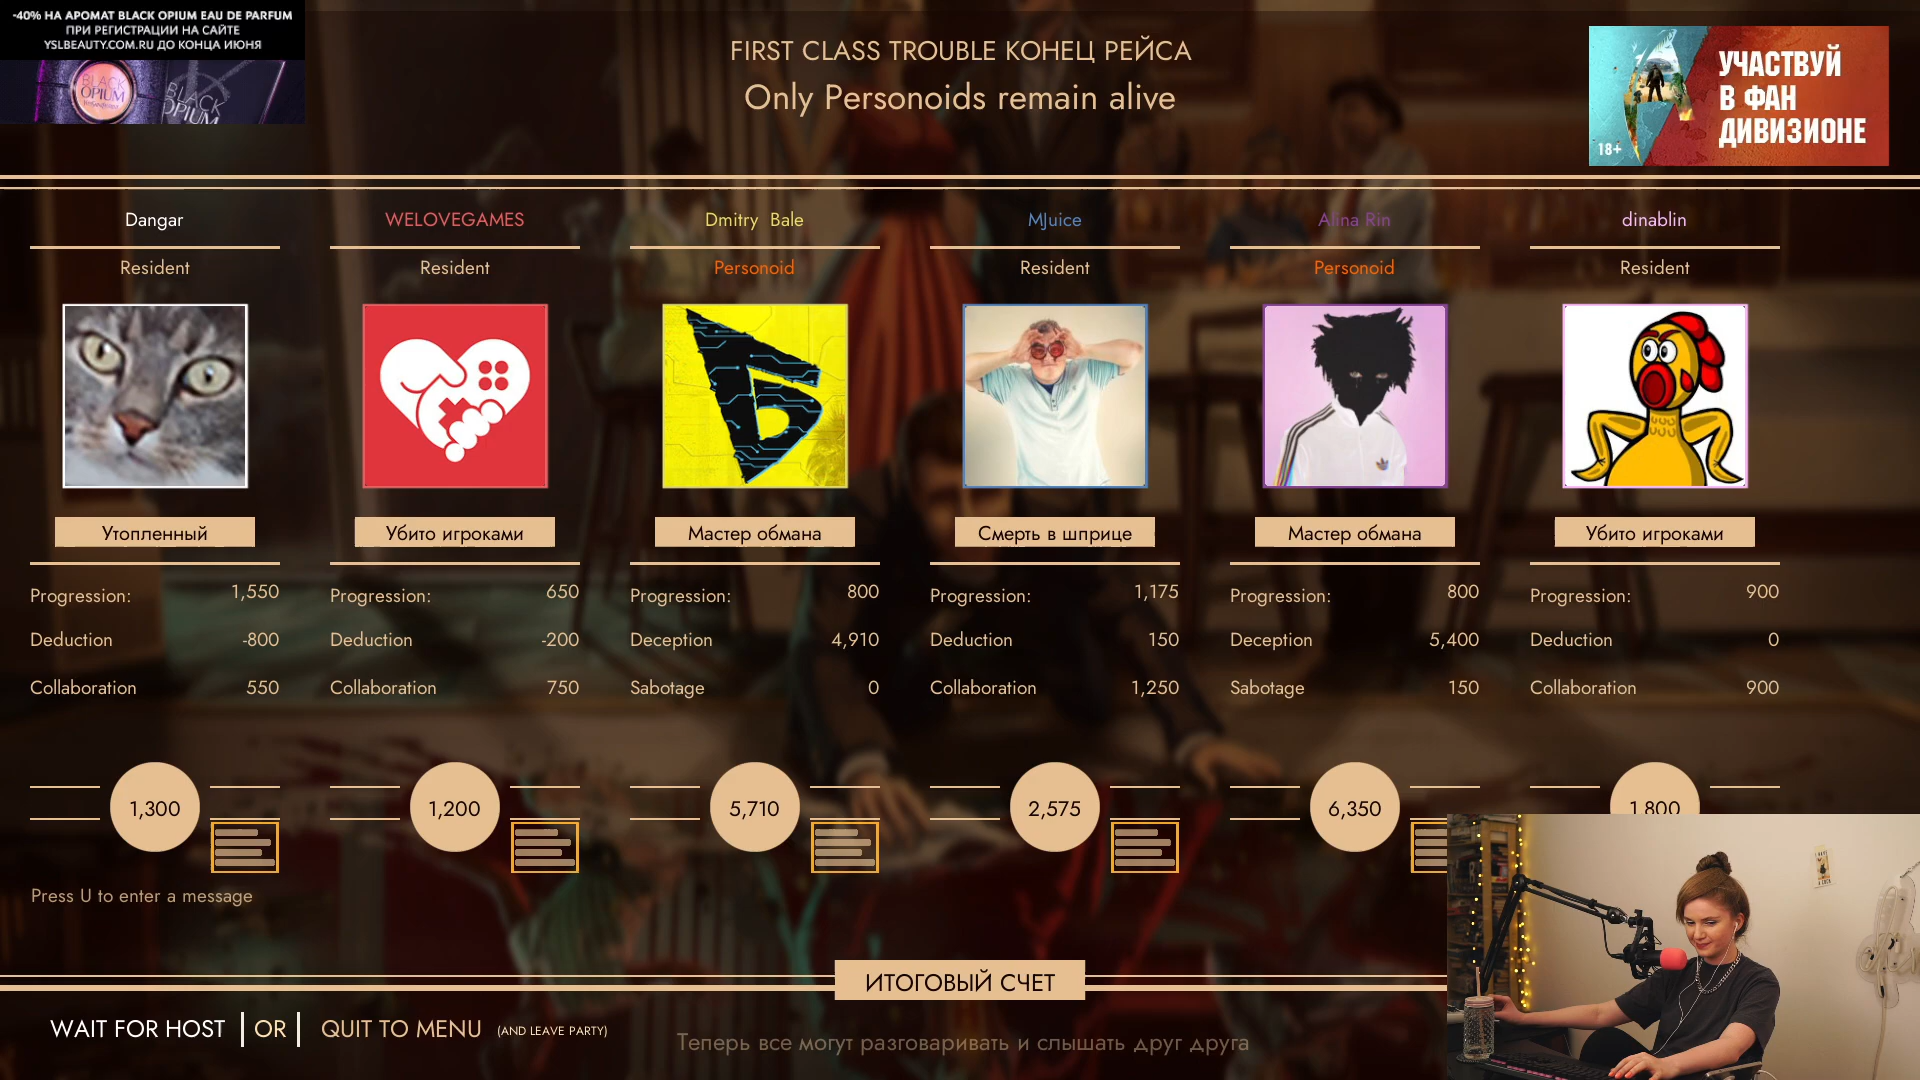 -40% НА АРОМАТ BLACK OPIUM EAU DE PARFUM
ПРИ РЕГИСТРАЦИИ НА САЙТЕ
YSLBEAUTY.COM.RU ДО КОНЦА ИЮНЯ
BLACK
OPIUM
BLACK
OPIUM
FIRST CLASS TROUBLE КОНЕЦ РЕЙСА
Only Personoids remain alive
УЧАСТВУЙ
В ФАН
ДИВИЗИОНЕ
18+
Dangar WELOVEGAMES Dmitry Bale MJuice Alina Rin dinablin
Resident Resident Personoid Resident Personoid Resident
Утопленный Убито игроками Мастер обмана Смерть в шприце Мастер обмана Убито игроками
Progression: 1,550 Progression: 650 Progression: 800 Progression: 1,175 Progression: 800 Progression: 900
Deduction -800 Deduction -200 Deception 4,910 Deduction 150 Deception 5,400 Deduction 0
Collaboration 550 Collaboration 750 Sabotage 0 Collaboration 1,250 Sabotage 150 Collaboration 900
1,300 1,200 5,710 2,575 6,350 1,800
Press U to enter a message
ИТОГОВЫЙ СЧЕТ
WAIT FOR HOST OR QUIT TO MENU (AND LEAVE PARTY)
Теперь все могут разговаривать и слышать друг друга